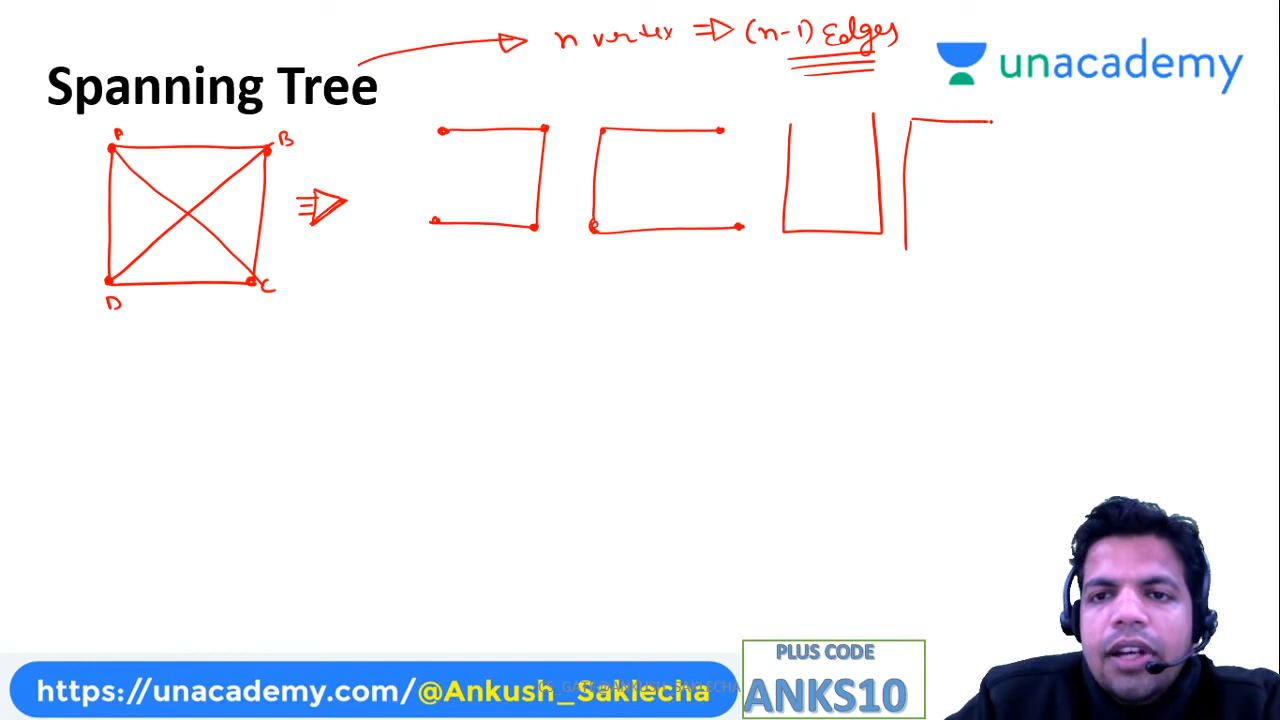 n vertex ⇒ (n-1) Edges
unacademy
Spanning Tree
A
B
C
D
https://unacademy.com/@Ankush_Saklecha
PLUS CODE
ANKS10